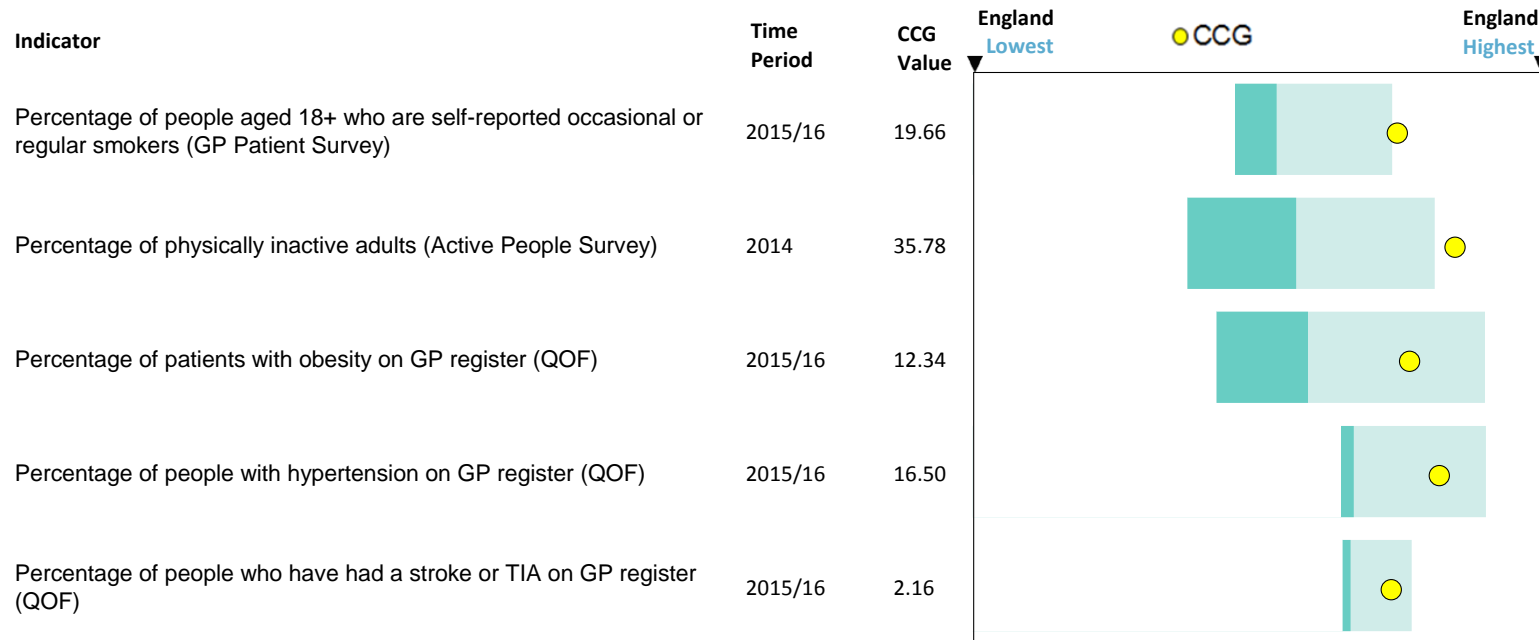 Indicator
Time
Period
CCG
Value
England
Lowest
CCG
England
Highest
Percentage of people aged 18+ who are self-reported occasional or
regular smokers (GP Patient Survey)
2015/16
19.66
Percentage of physically inactive adults (Active People Survey)
2014
35.78
Percentage of patients with obesity on GP register (QOF)
2015/16
12.34
Percentage of people with hypertension on GP register (QOF)
2015/16
16.50
Percentage of people who have had a stroke or TIA on GP register
(QOF)
2015/16
2.16